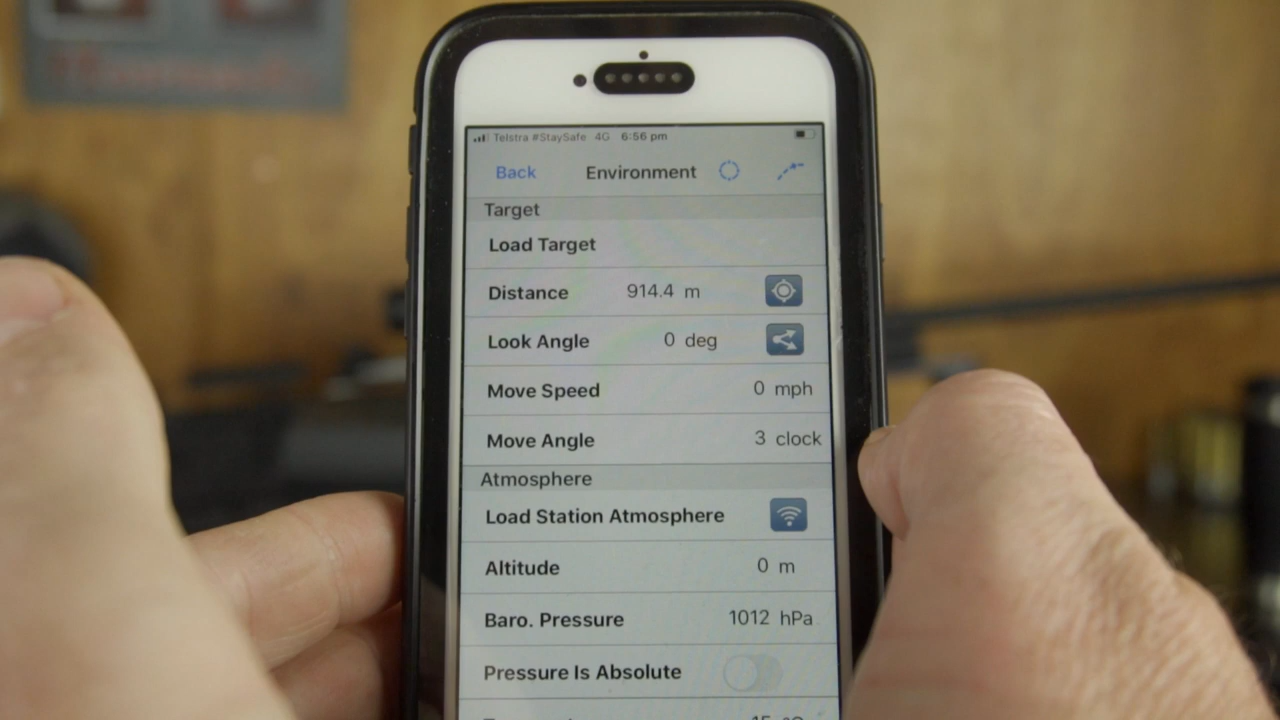 Telstra #StaySafe 4G 6:56 pm
Back Environment
Target
Load Target
Distance 914.4 m
Look Angle 0 deg
Move Speed 0 mph
Move Angle 3 clock
Atmosphere
Load Station Atmosphere
Altitude 0 m
Baro. Pressure 1012 hPa
Pressure Is Absolute